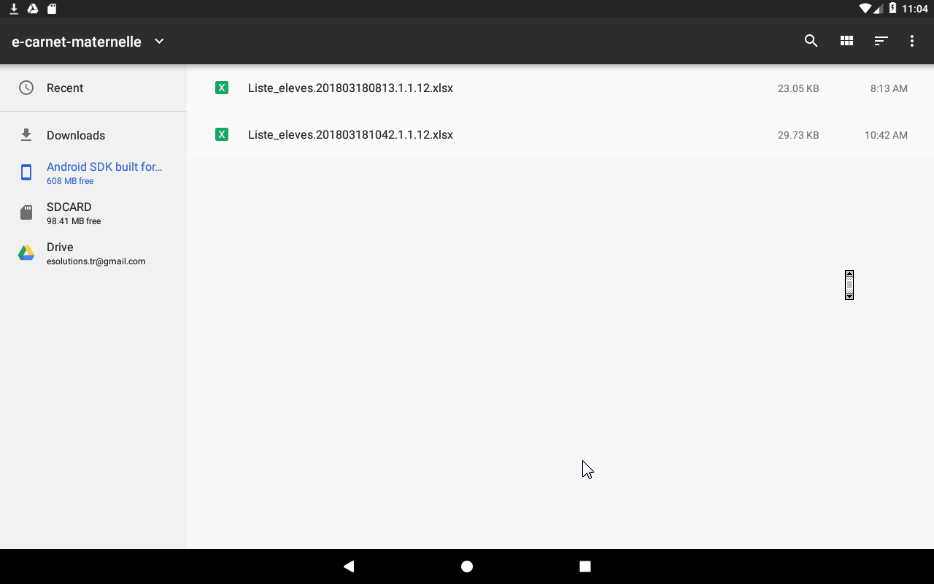 11:04
e-carnet-maternelle
Recent
Downloads
Android SDK built for...
608 MB free
SDCARD
98.41 MB free
Drive
esolutions.tr@gmail.com
X Liste_eleves.201803180813.1.1.12.xlsx 23.05 KB 8:13 AM
X Liste_eleves.201803181042.1.1.12.xlsx 29.73 KB 10:42 AM